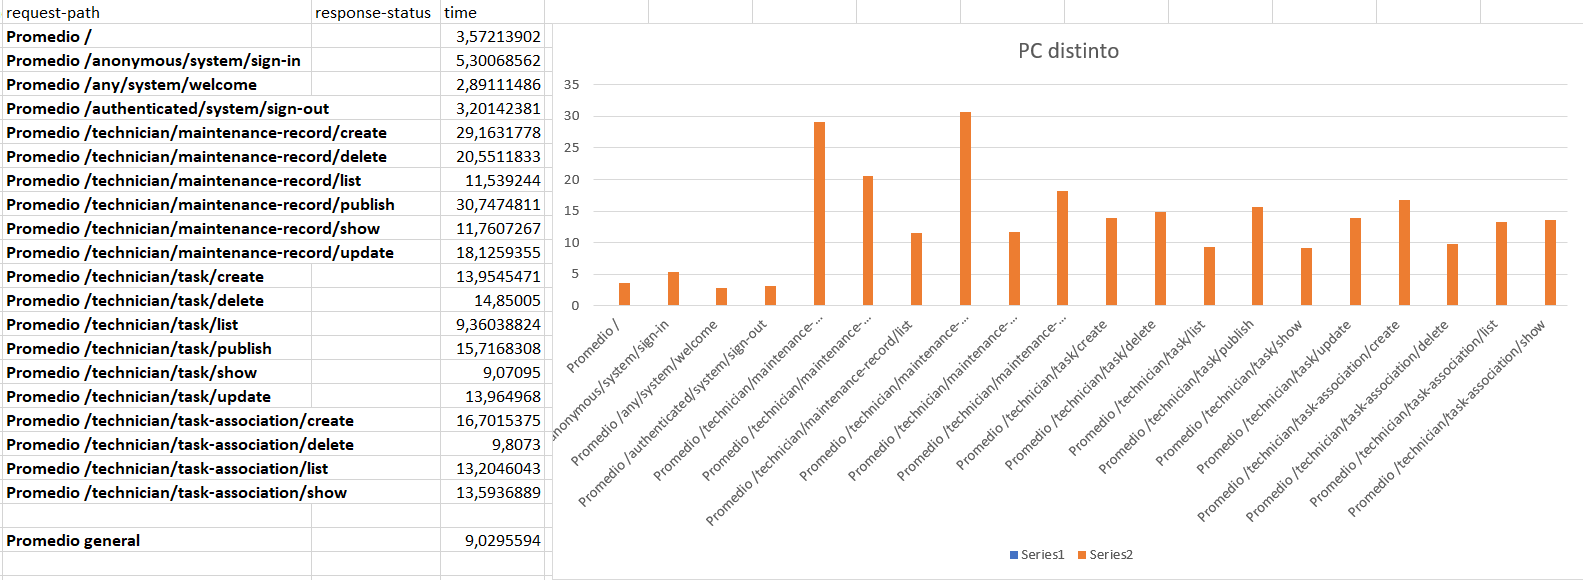 request-path response-status time
Promedio / 3,57213902
Promedio /anonymous/system/sign-in 5,30068562
Promedio /any/system/welcome 2,89111486
Promedio /authenticated/system/sign-out 3,20142381
Promedio /technician/maintenance-record/create 29,1631778
Promedio /technician/maintenance-record/delete 20,5511833
Promedio /technician/maintenance-record/list 11,539244
Promedio /technician/maintenance-record/publish 30,7474811
Promedio /technician/maintenance-record/show 11,7607267
Promedio /technician/maintenance-record/update 18,1259355
Promedio /technician/task/create 13,9545471
Promedio /technician/task/delete 14,85005
Promedio /technician/task/list 9,36038824
Promedio /technician/task/publish 15,7168308
Promedio /technician/task/show 9,07095
Promedio /technician/task/update 13,964968
Promedio /technician/task-association/create 16,7015375
Promedio /technician/task-association/delete 9,8073
Promedio /technician/task-association/list 13,2046043
Promedio /technician/task-association/show 13,5936889
Promedio general 9,0295594
PC distinto
35
30
25
20
15
10
5
0
Promedio /
anonymous/system/sign-in
Promedio /any/system/welcome
Promedio /authenticated/system/sign-out
Promedio /technician/maintenance-...
Promedio /technician/maintenance-...
Promedio /technician/maintenance-record/list
Promedio /technician/maintenance-...
Promedio /technician/maintenance-...
Promedio /technician/maintenance-...
Promedio /technician/task/create
Promedio /technician/task/delete
Promedio /technician/task/list
Promedio /technician/task/publish
Promedio /technician/task/show
Promedio /technician/task/update
Promedio /technician/task-association/create
Promedio /technician/task-association/delete
Promedio /technician/task-association/list
Promedio /technician/task-association/show
Series1 Series2